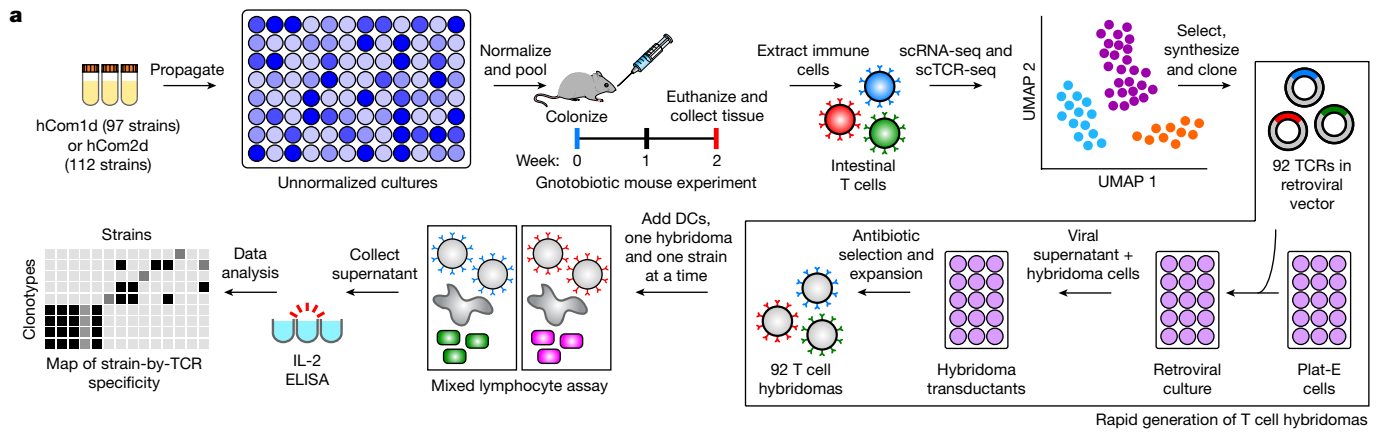 a
hCom1d (97 strains)
or hCom2d
(112 strains)
Propagate
Unnormalized cultures
Normalize
and pool
Colonize
Euthanize and
collect tissue
Week: 0 1 2
Gnotobiotic mouse experiment
Extract immune
cells
Intestinal
T cells
scRNA-seq and
scTCR-seq
UMAP 2
UMAP 1
Select,
synthesize
and clone
92 TCRs in
retroviral
vector
Plat-E
cells
Retroviral
culture
Viral
supernatant +
hybridoma cells
Hybridoma
transductants
Antibiotic
selection and
expansion
92 T cell
hybridomas
Rapid generation of T cell hybridomas
Add DCs,
one hybridoma
and one strain
at a time
Mixed lymphocyte assay
Collect
supernatant
IL-2
ELISA
Data
analysis
Strains
Clonotypes
Map of strain-by-TCR
specificity